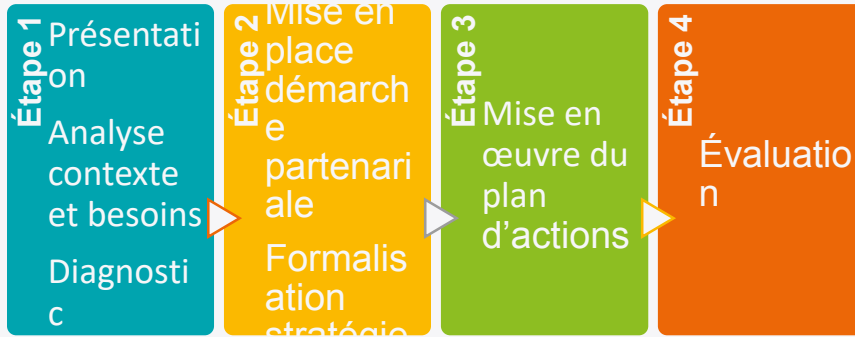 Étape 1
Présentati
on
Analyse
contexte
et besoins
Diagnosti
c
Étape 2
Mise en
place
démarch
e
partenari
ale
Formalis
ation
stratégie
Étape 3
Mise en
œuvre du
plan
d’actions
Étape 4
Évaluatio
n